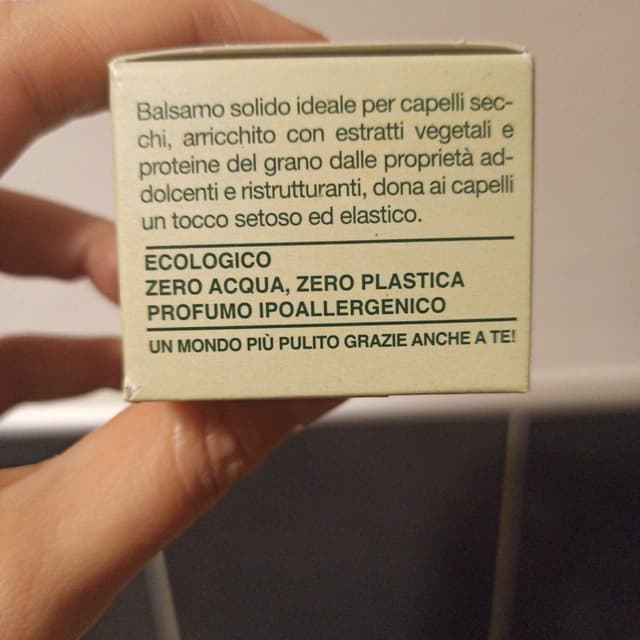 Balsamo solido ideale per capelli sec-
chi, arricchito con estratti vegetali e
proteine del grano dalle proprietà ad-
dolcenti e ristrutturanti, dona ai capelli
un tocco setoso ed elastico.
ECOLOGICO
ZERO ACQUA, ZERO PLASTICA
PROFUMO IPOALLERGENICO
UN MONDO PIÙ PULITO GRAZIE ANCHE A TE!